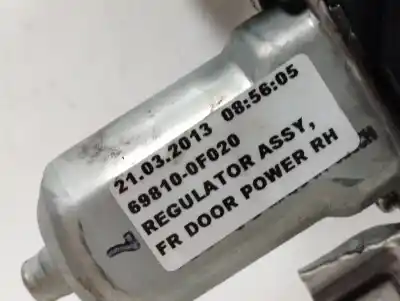 21.03.2013 08:56:05
69810-0F020
REGULATOR ASSY,
FR DOOR POWER RH